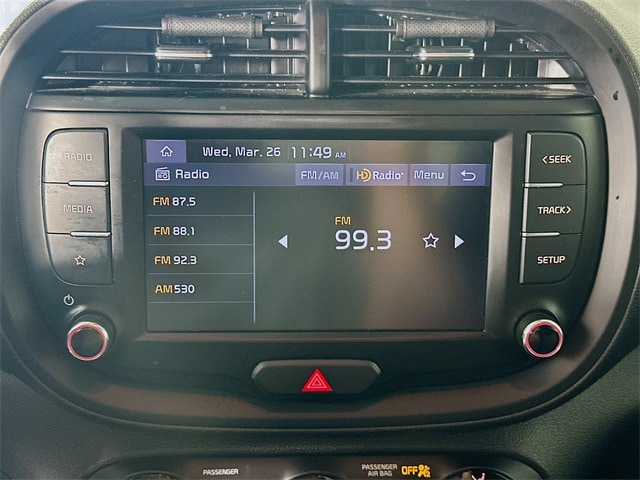 Wed, Mar. 26 11:49 AM
RADIO
Radio FM/AM HD Radio Menu
<SEEK
FM 87.5
MEDIA
FM 88.1
FM 99.3
TRACK>
FM 92.3
SETUP
AM 530
PASSENGER
PASSENGER AIR BAG OFF